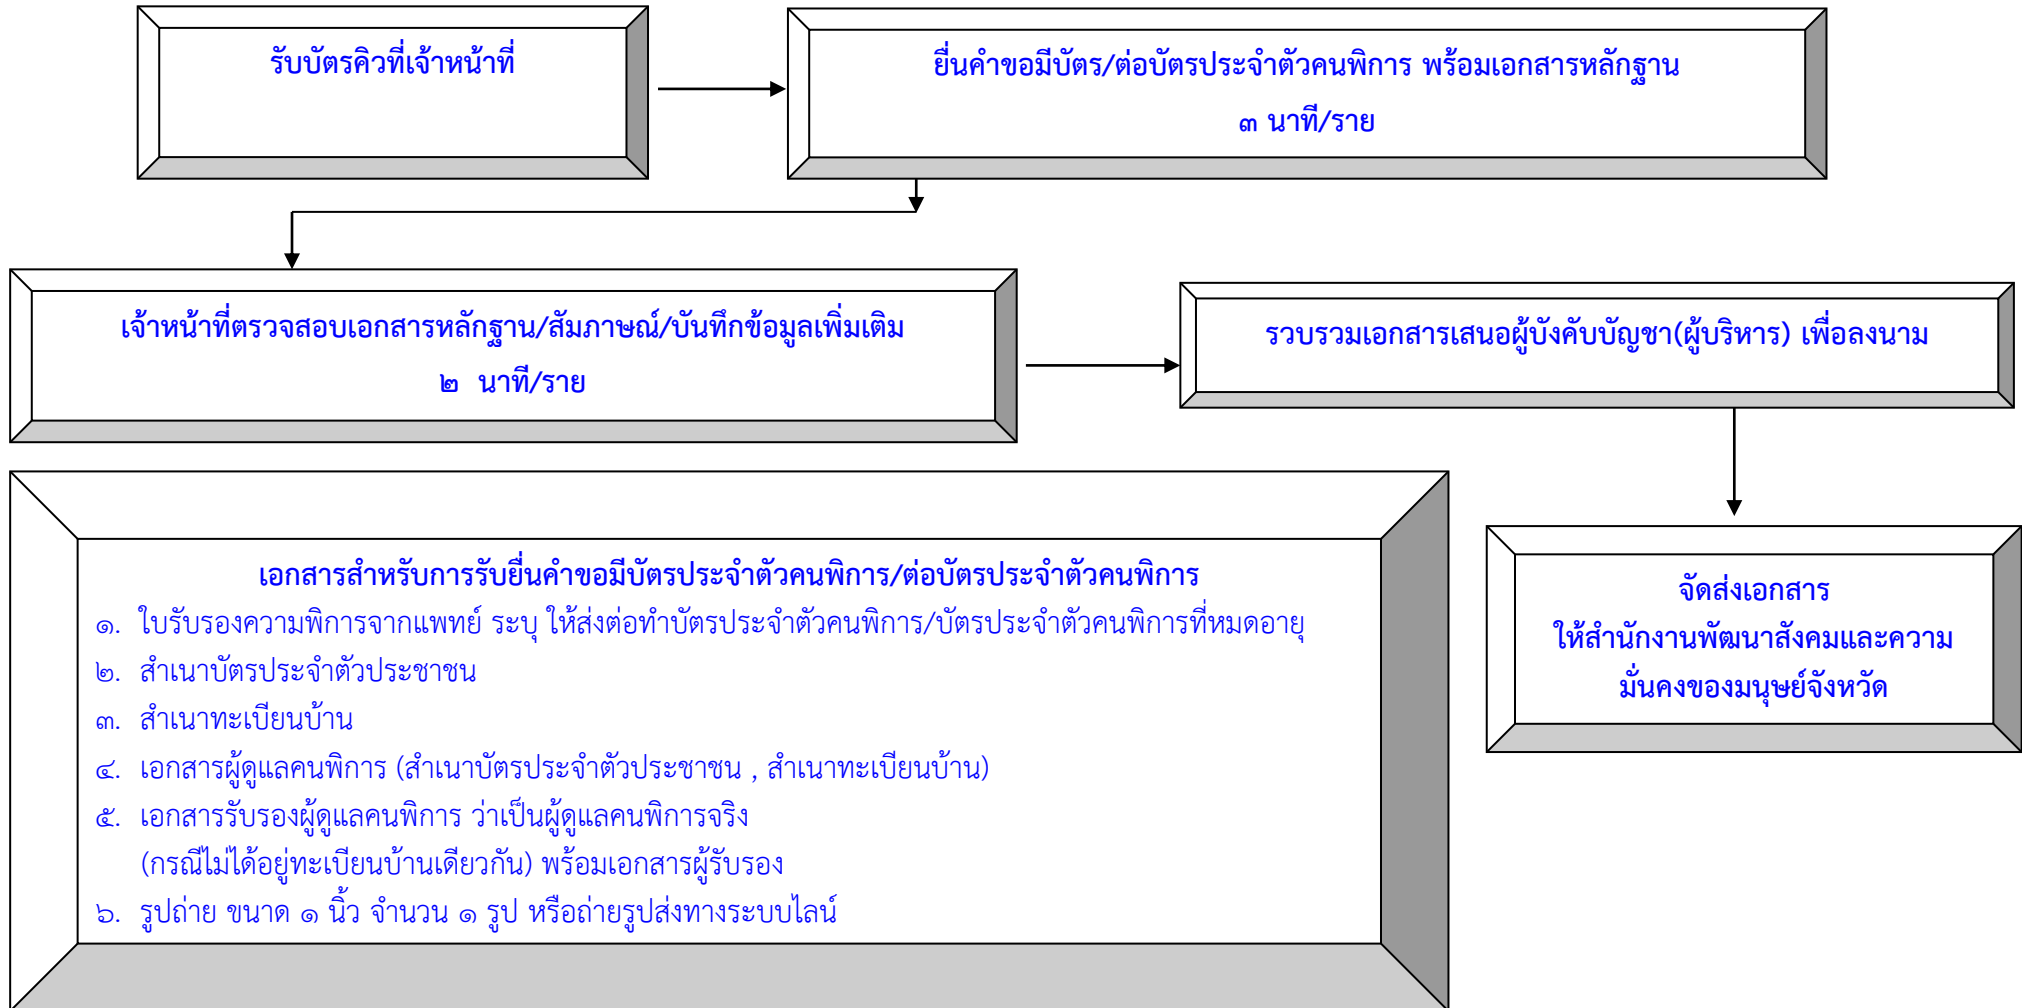 รับบัตรคิวที่เจ้าหน้าที่
ยื่นคำขอมีบัตร/ต่อบัตรประจำตัวคนพิการ พร้อมเอกสารหลักฐาน
๓ นาที/ราย
เจ้าหน้าที่ตรวจสอบเอกสารหลักฐาน/สัมภาษณ์/บันทึกข้อมูลเพิ่มเติม
๒ นาที/ราย
รวบรวมเอกสารเสนอผู้บังคับบัญชา(ผู้บริหาร) เพื่อลงนาม
เอกสารสำหรับการรับยื่นคำขอมีบัตรประจำตัวคนพิการ/ต่อบัตรประจำตัวคนพิการ
๑. ใบรับรองความพิการจากแพทย์ ระบุ ให้ส่งต่อทำบัตรประจำตัวคนพิการ/บัตรประจำตัวคนพิการที่หมดอายุ
๒. สำเนาบัตรประจำตัวประชาชน
๓. สำเนาทะเบียนบ้าน
๔. เอกสารผู้ดูแลคนพิการ (สำเนาบัตรประจำตัวประชาชน , สำเนาทะเบียนบ้าน)
๕. เอกสารรับรองผู้ดูแลคนพิการ ว่าเป็นผู้ดูแลคนพิการจริง
(กรณีไม่ได้อยู่ทะเบียนบ้านเดียวกัน) พร้อมเอกสารผู้รับรอง
๖. รูปถ่าย ขนาด ๑ นิ้ว จำนวน ๑ รูป หรือถ่ายรูปส่งทางระบบไลน์
จัดส่งเอกสาร
ให้สำนักงานพัฒนาสังคมและความ
มั่นคงของมนุษย์จังหวัด